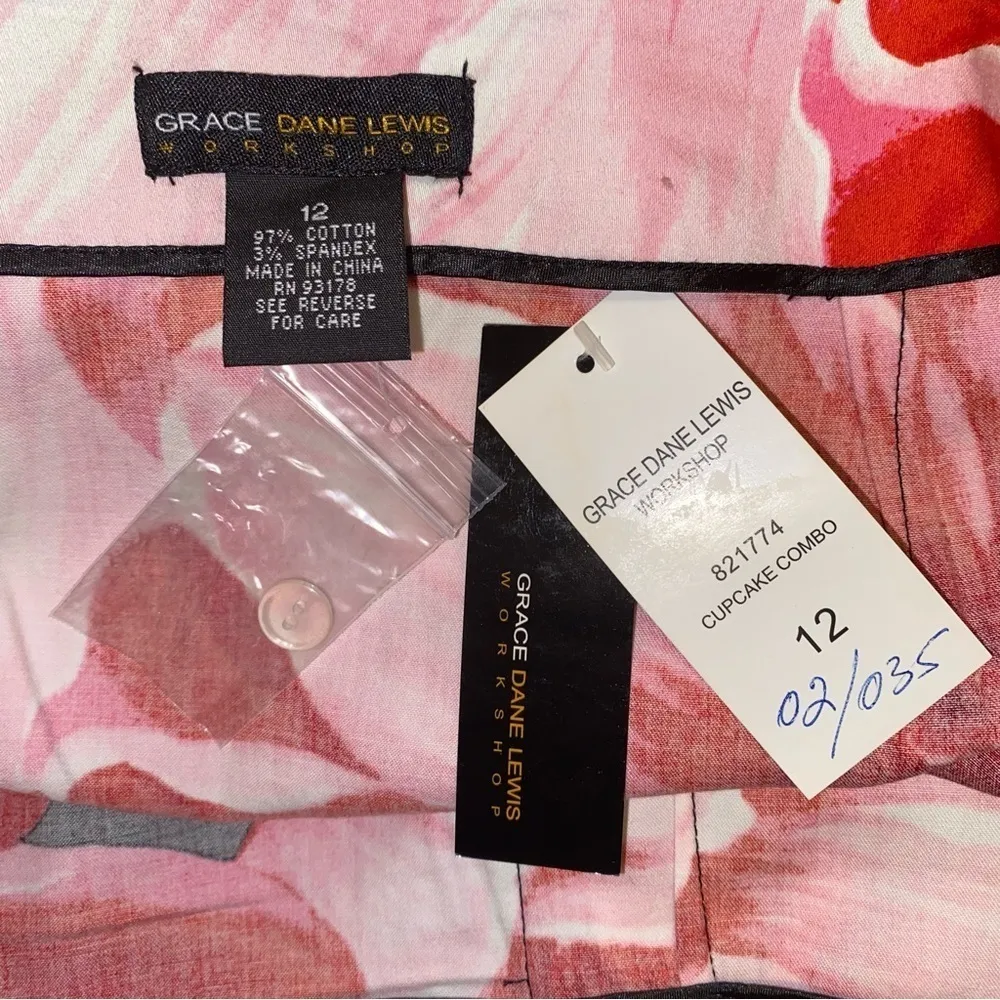 GRACE DANE LEWIS
WORKSHOP
12
97% COTTON
3% SPANDEX
MADE IN CHINA
RN 93178
SEE REVERSE
FOR CARE
GRACE DANE LEWIS
WORKSHOP
GRACE DANE LEWIS
WORKSHOP
821774
CUPCAKE COMBO
12
02/035